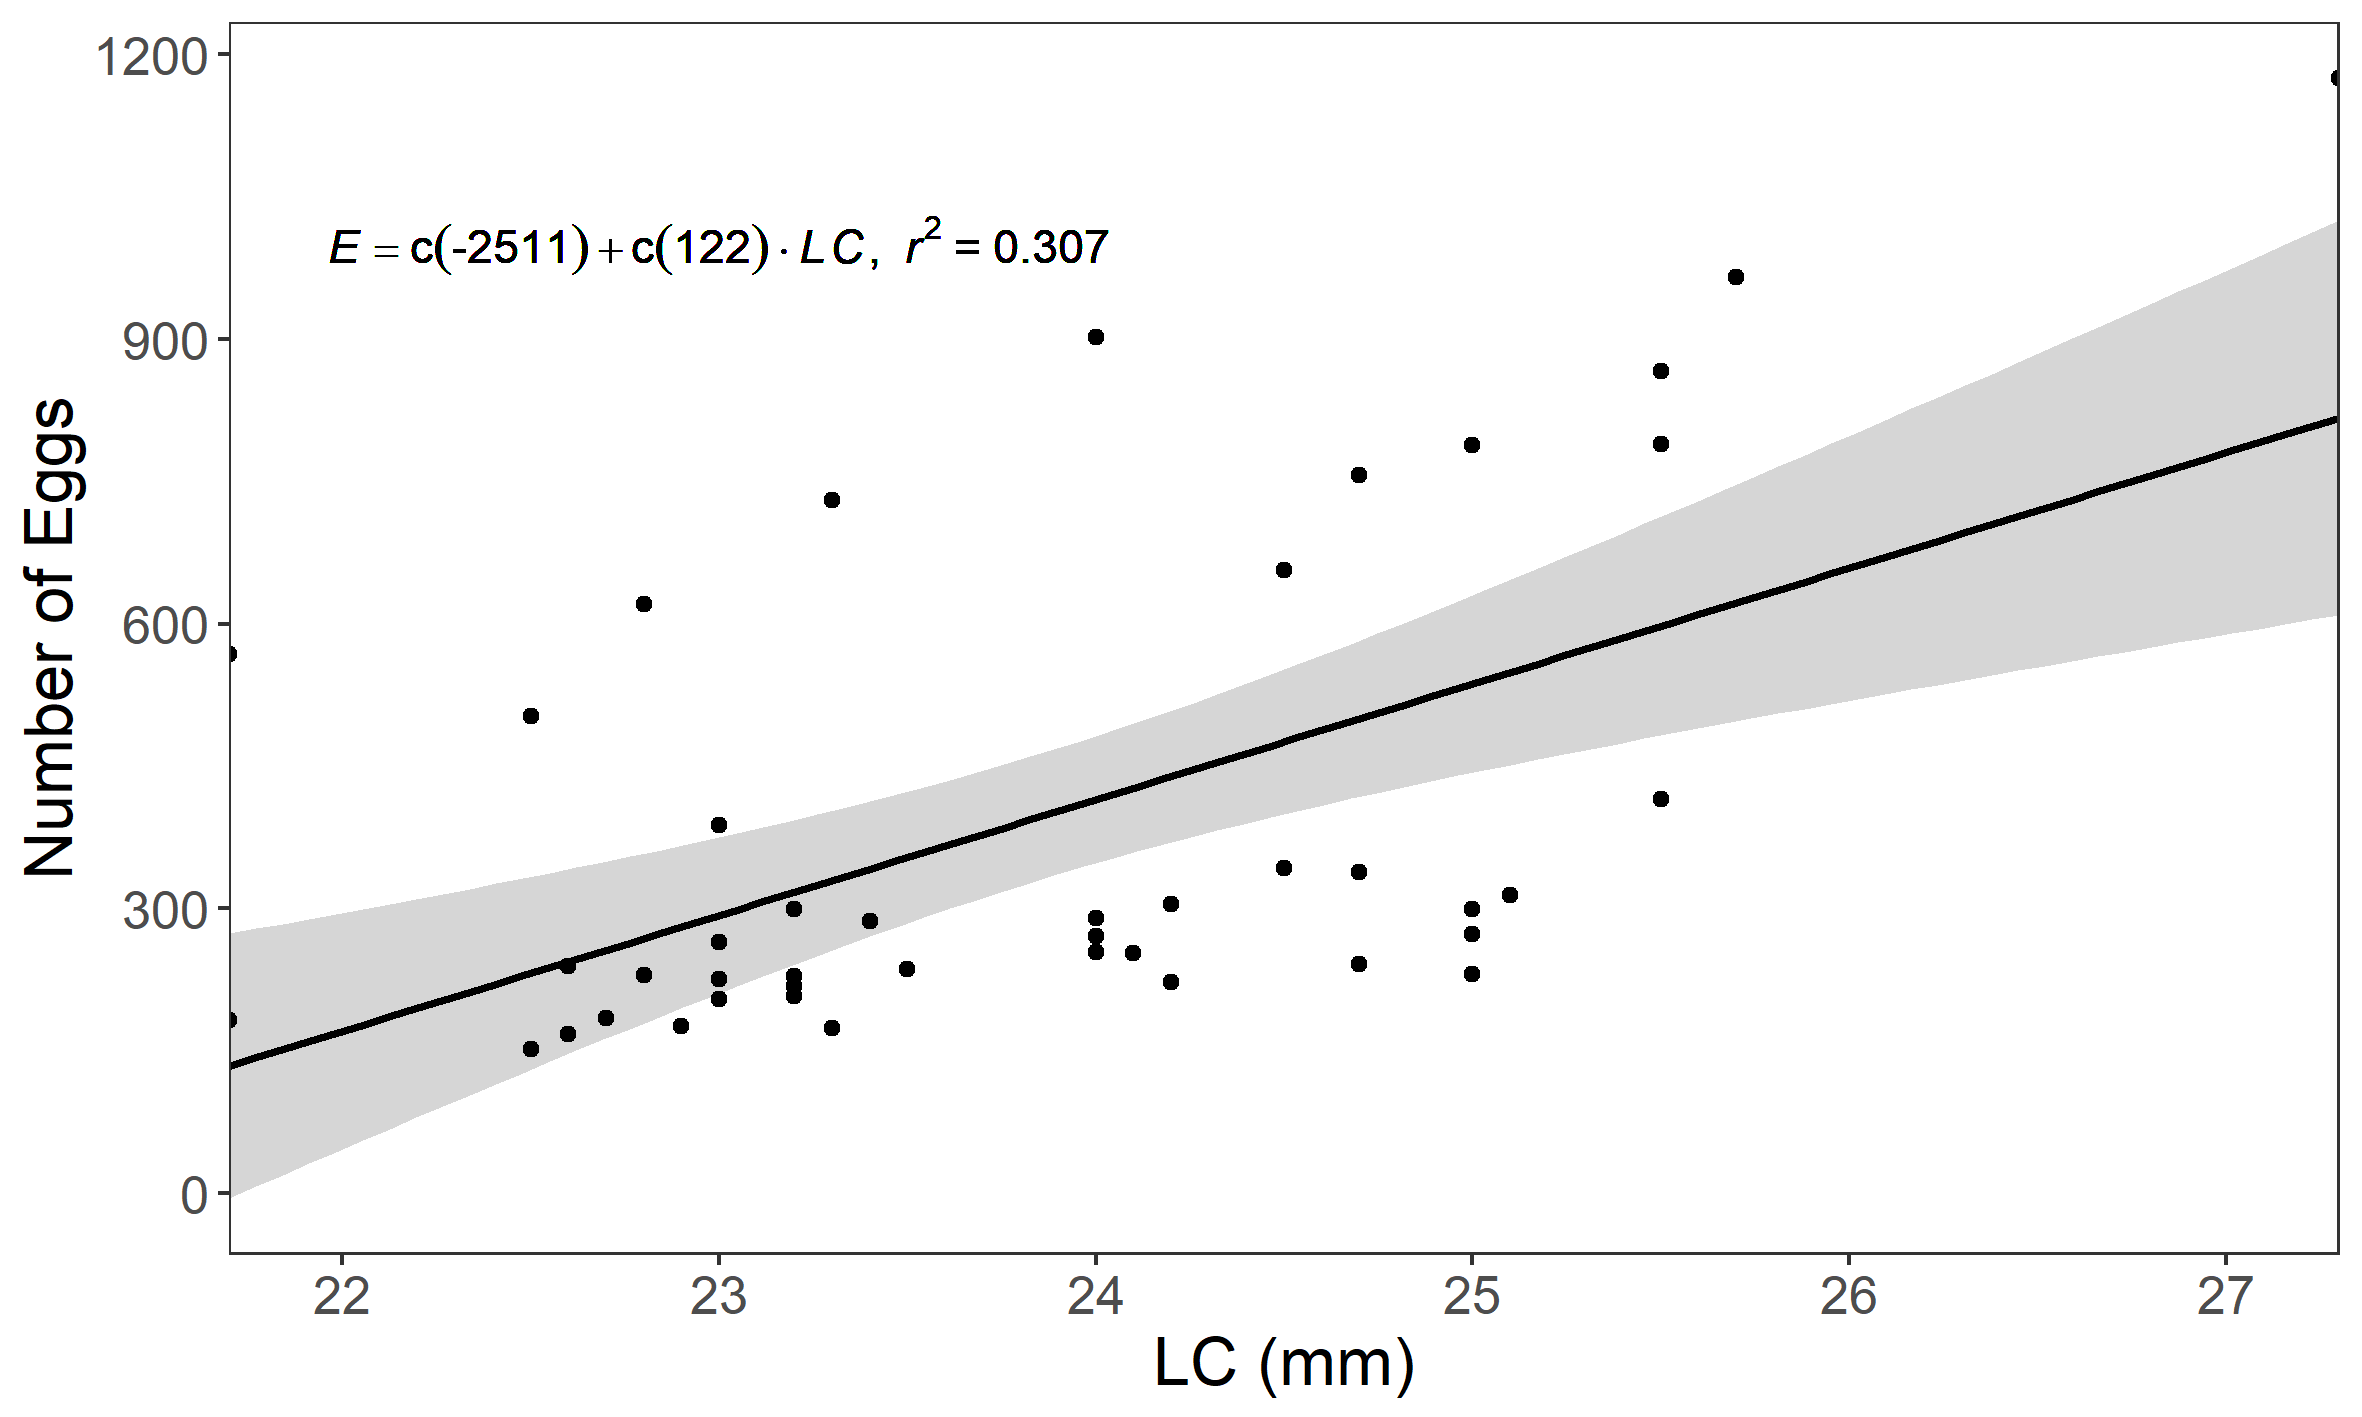 1200
E = c(-2511) + c(122) · LC, r² = 0.307
900
600
300
0
Number of Eggs
22 23 24 25 26 27
LC (mm)